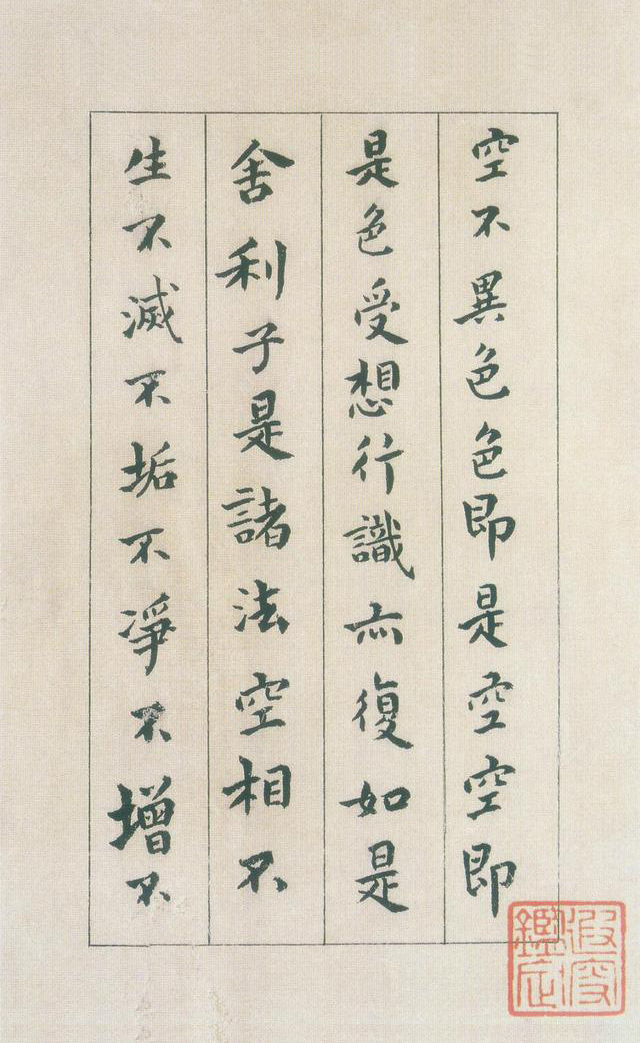 空不異色色即是空空即
是色受想行識亦復如是
舍利子是諸法空相不
生不滅不垢不淨不增不
鑑定